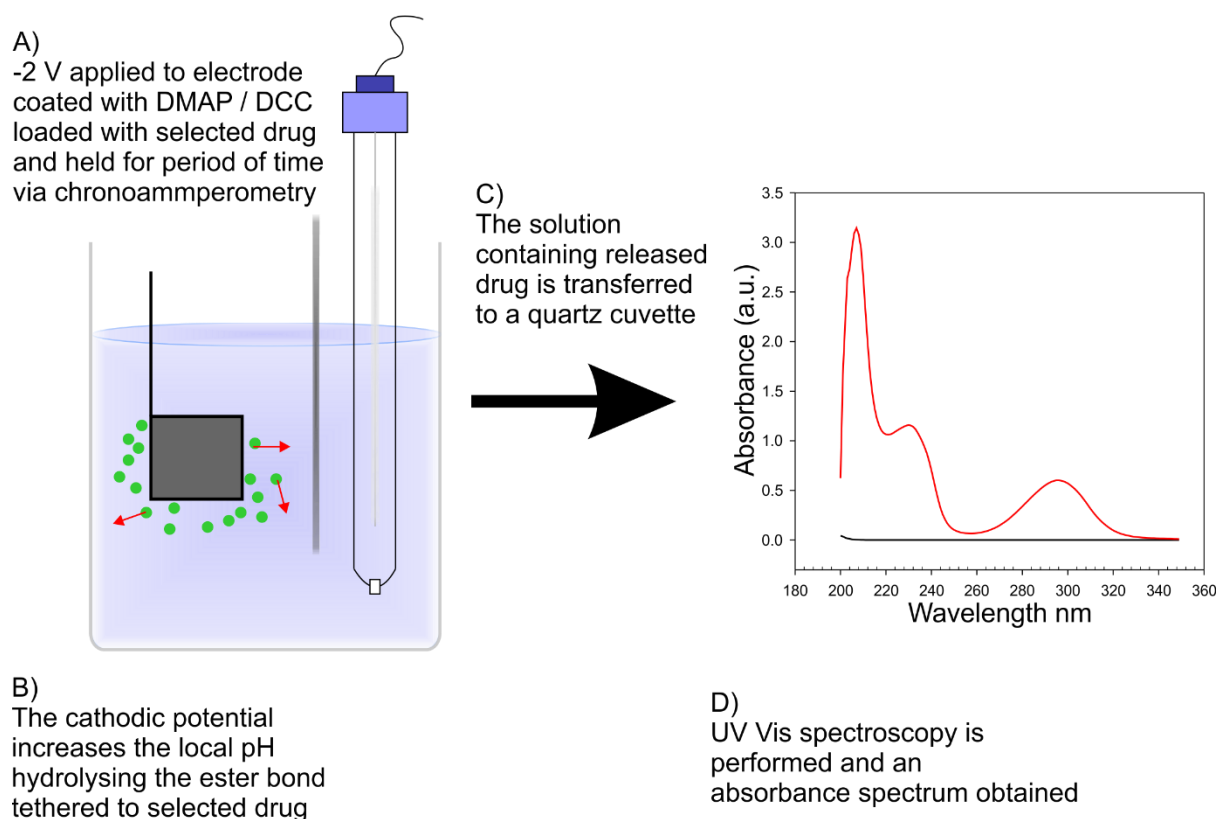 A)
-2 V applied to electrode
coated with DMAP / DCC
loaded with selected drug
and held for period of time
via chronoammperometry
C)
The solution
containing released
drug is transferred
to a quartz cuvette
3.5
3.0
2.5
2.0
1.5
1.0
0.5
0.0
Absorbance (a.u.)
180 200 220 240 260 280 300 320 340 360
Wavelength nm
B)
The cathodic potential
increases the local pH
hydrolysing the ester bond
tethered to selected drug
D)
UV Vis spectroscopy is
performed and an
absorbance spectrum obtained